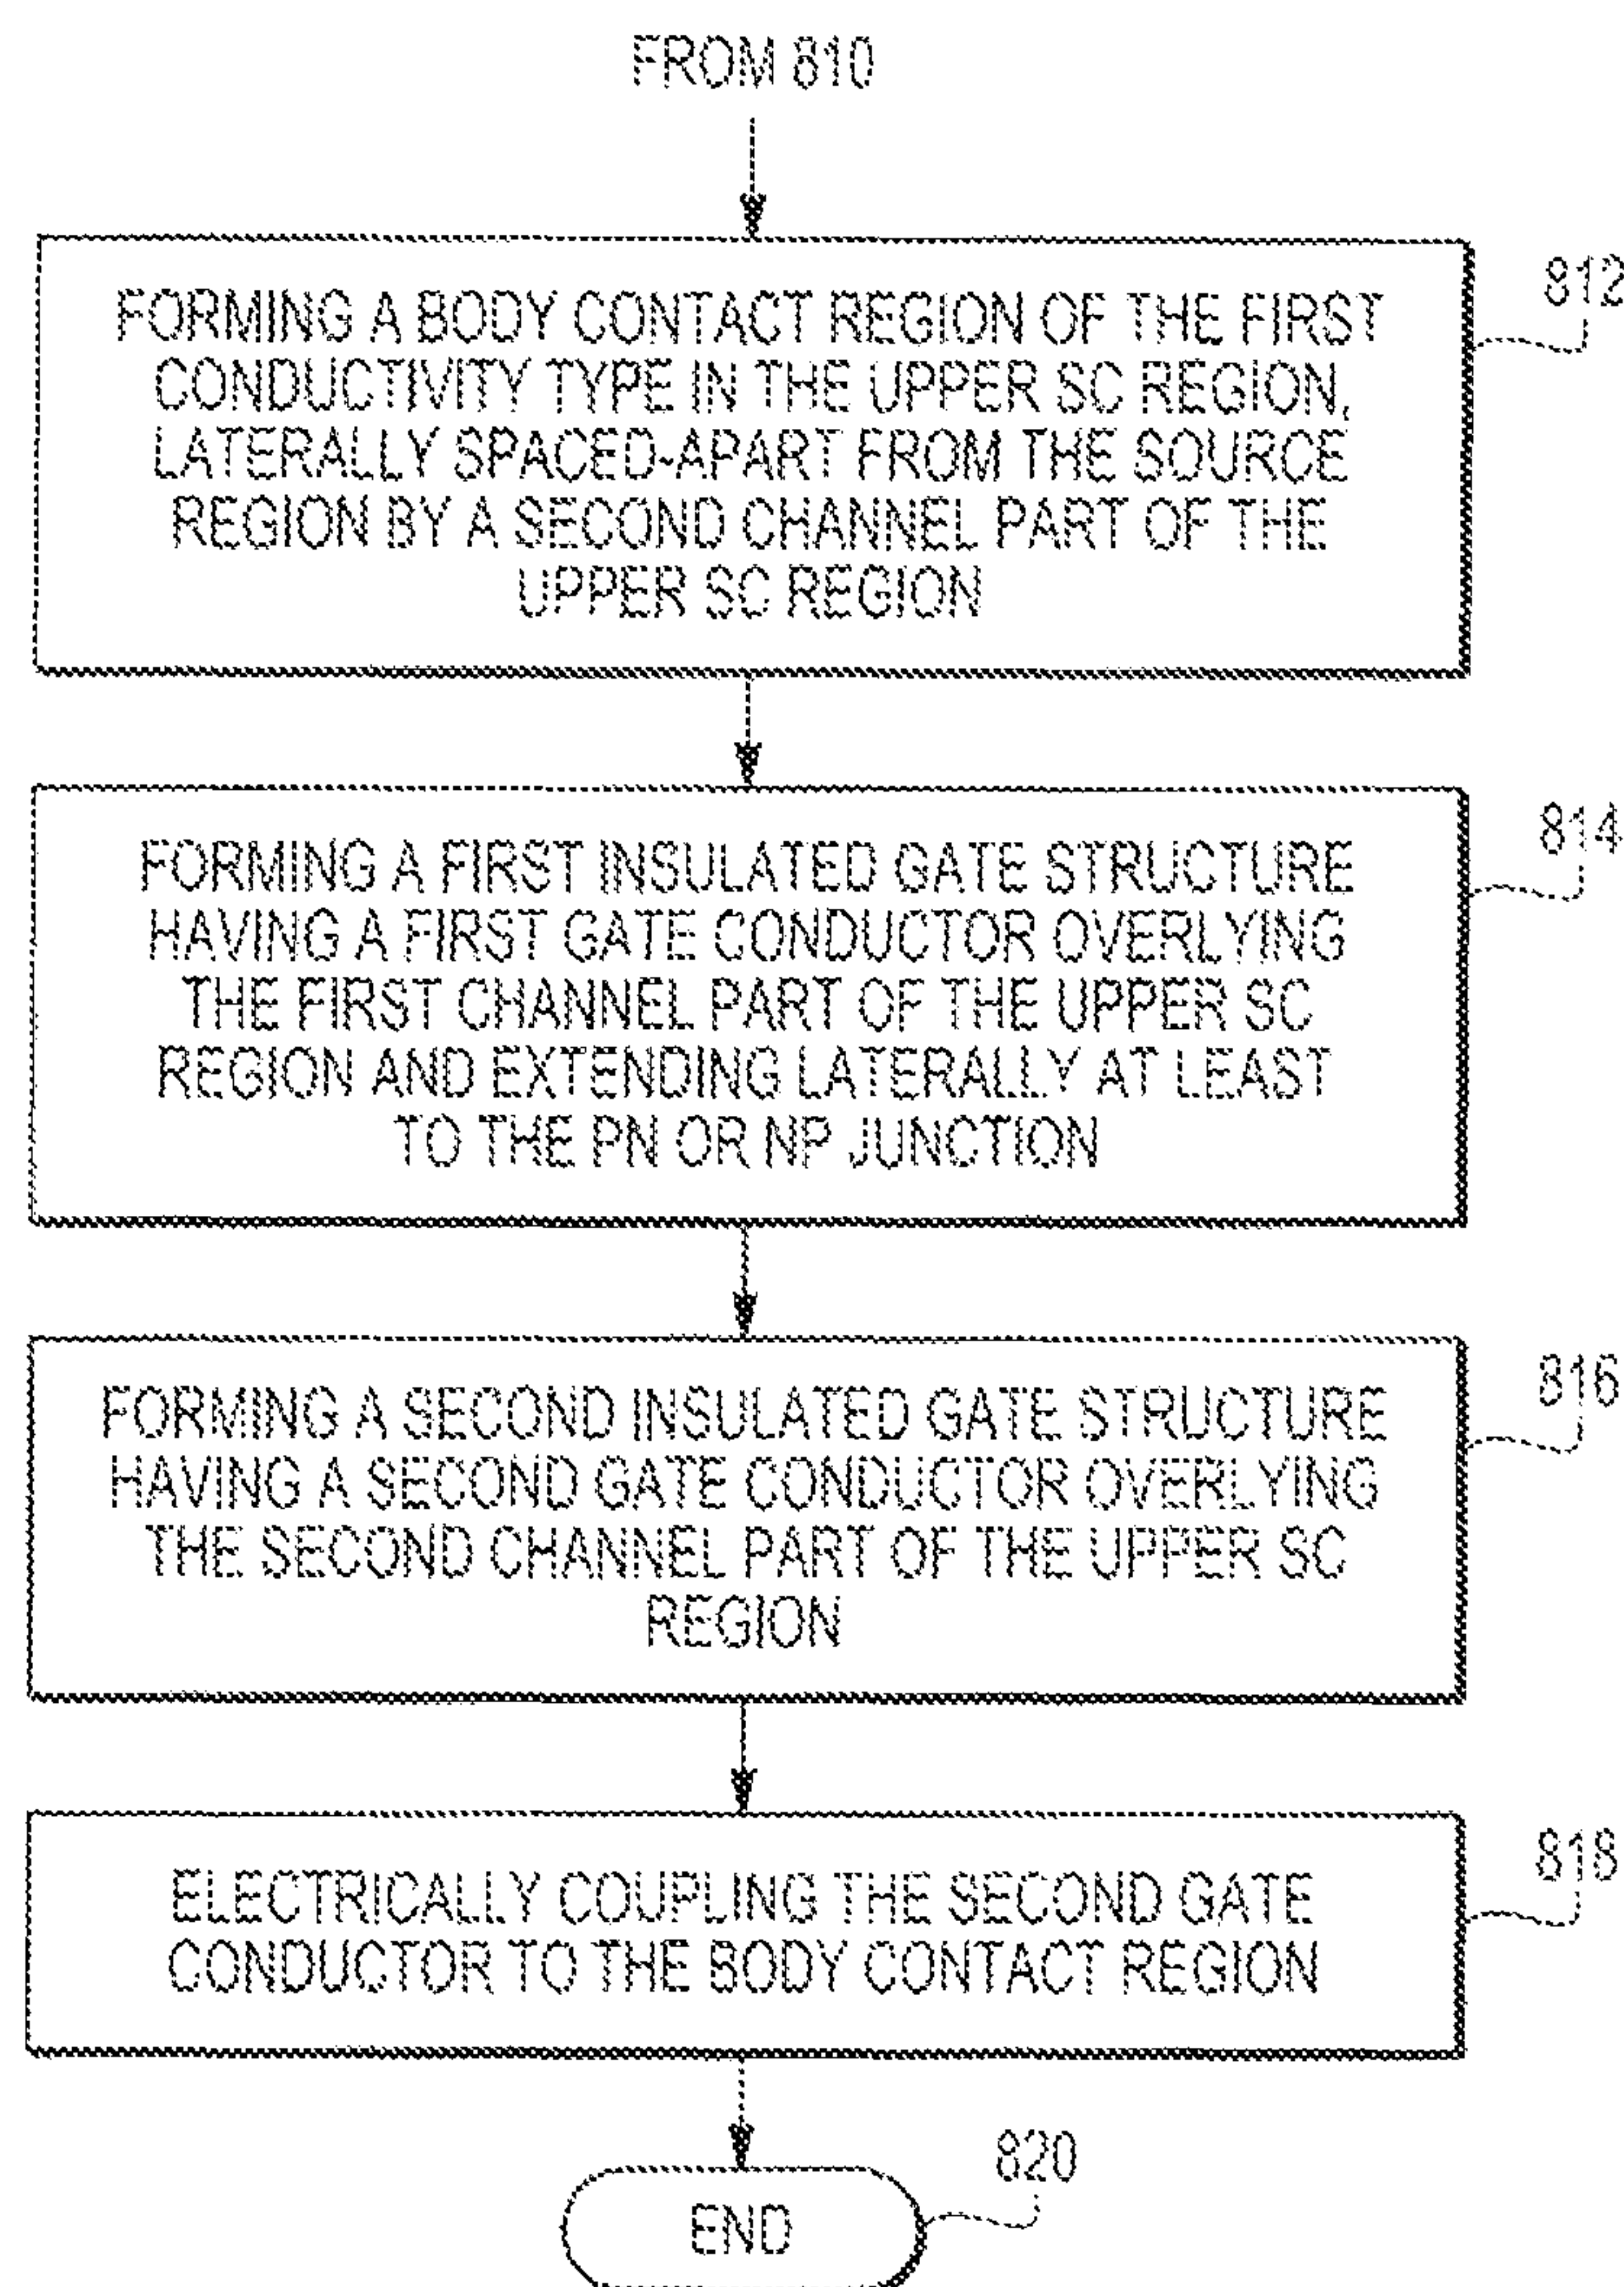 FROM 810
812
FORMING A BODY CONTACT REGION OF THE FIRST
CONDUCTIVITY TYPE IN THE UPPER SC REGION,
LATERALLY SPACED-APART FROM THE SOURCE
REGION BY A SECOND CHANNEL PART OF THE
UPPER SC REGION
814
FORMING A FIRST INSULATED GATE STRUCTURE
HAVING A FIRST GATE CONDUCTOR OVERLYING
THE FIRST CHANNEL PART OF THE UPPER SC
REGION AND EXTENDING LATERALLY AT LEAST
TO THE PN OR NP JUNCTION
816
FORMING A SECOND INSULATED GATE STRUCTURE
HAVING A SECOND GATE CONDUCTOR OVERLYING
THE SECOND CHANNEL PART OF THE UPPER SC
REGION
818
ELECTRICALLY COUPLING THE SECOND GATE
CONDUCTOR TO THE BODY CONTACT REGION
820
END